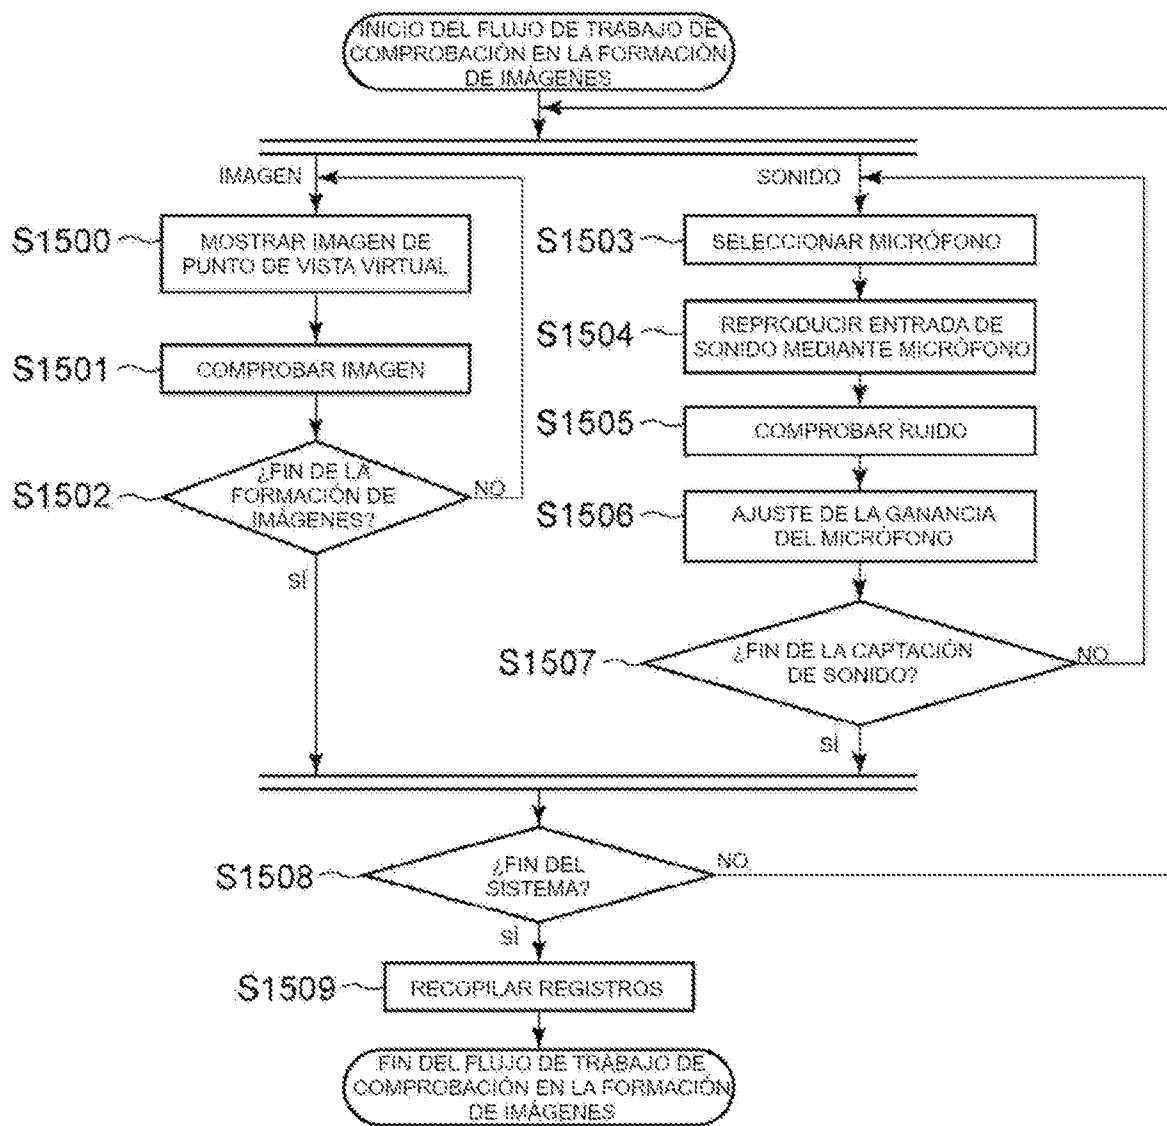 INICIO DEL FLUJO DE TRABAJO DE
COMPROBACIÓN EN LA FORMACIÓN
DE IMÁGENES
IMAGEN
S1500
MOSTRAR IMAGEN DE
PUNTO DE VISTA VIRTUAL
S1501
COMPROBAR IMAGEN
S1502
¿FIN DE LA
FORMACIÓN DE
IMÁGENES?
NO
SÍ
SONIDO
S1503
SELECCIONAR MICRÓFONO
S1504
REPRODUCIR ENTRADA DE
SONIDO MEDIANTE MICRÓFONO
S1505
COMPROBAR RUIDO
S1506
AJUSTE DE LA GANANCIA
DEL MICRÓFONO
S1507
¿FIN DE LA CAPTACIÓN
DE SONIDO?
NO
SÍ
S1508
¿FIN DEL
SISTEMA?
NO
SÍ
S1509
RECOPILAR REGISTROS
FIN DEL FLUJO DE TRABAJO DE
COMPROBACIÓN EN LA FORMACIÓN
DE IMÁGENES